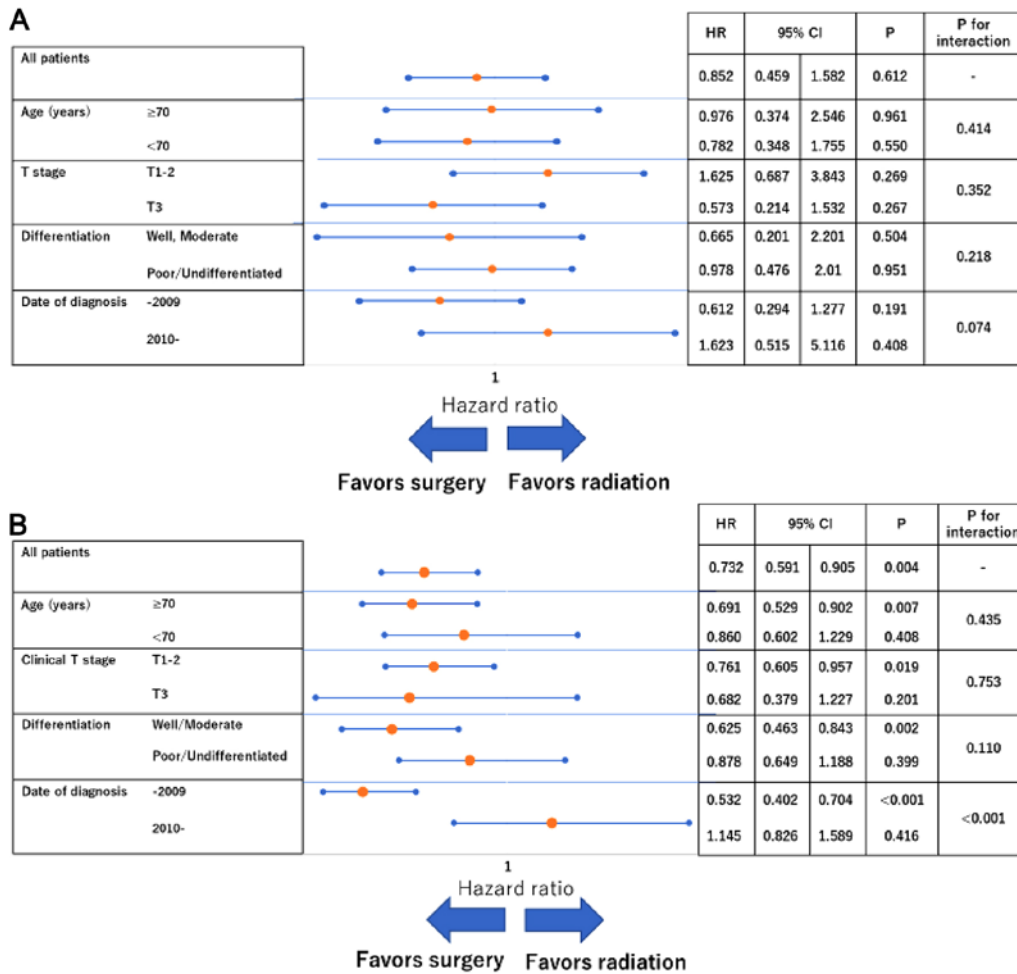 A
HR 95% CI P P for interaction
All patients 0.852 0.459 1.582 0.612 -
Age (years) ≥70 0.976 0.374 2.546 0.961 0.414
<70 0.782 0.348 1.755 0.550
T stage T1-2 1.625 0.687 3.843 0.269 0.352
T3 0.573 0.214 1.532 0.267
Differentiation Well, Moderate 0.665 0.201 2.201 0.504 0.218
Poor/Undifferentiated 0.978 0.476 2.01 0.951
Date of diagnosis -2009 0.612 0.294 1.277 0.191 0.074
2010- 1.623 0.515 5.116 0.408
1
Hazard ratio
Favors surgery Favors radiation
B
HR 95% CI P P for interaction
All patients 0.732 0.591 0.905 0.004 -
Age (years) ≥70 0.691 0.529 0.902 0.007 0.435
<70 0.860 0.602 1.229 0.408
Clinical T stage T1-2 0.761 0.605 0.957 0.019 0.753
T3 0.682 0.379 1.227 0.201
Differentiation Well/Moderate 0.625 0.463 0.843 0.002 0.110
Poor/Undifferentiated 0.878 0.649 1.188 0.399
Date of diagnosis -2009 0.532 0.402 0.704 <0.001 <0.001
2010- 1.145 0.826 1.589 0.416
1
Hazard ratio
Favors surgery Favors radiation